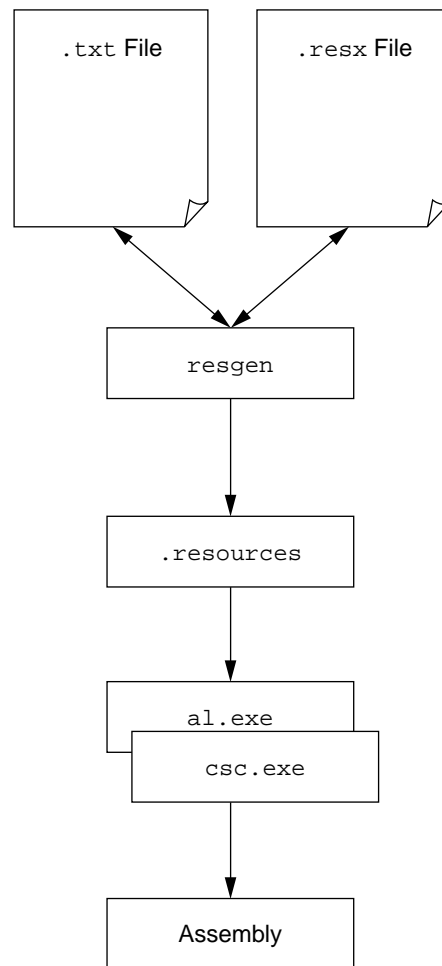 .txt File
.resx File
resgen
.resources
al.exe
csc.exe
Assembly